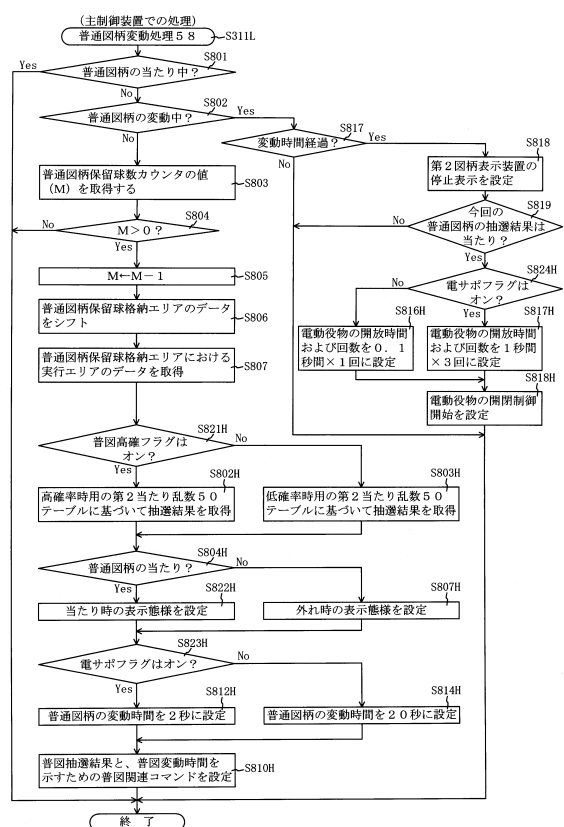 (主制御装置での処理)
普通図柄変動処理58
S311L
S801
普通図柄の当たり中?
Yes
No
S802
普通図柄の変動中?
Yes
No
S817
変動時間経過?
Yes
No
S818
第2図柄表示装置の
停止表示を設定
S819
今回の
普通図柄の抽選結果は
当たり?
No
Yes
S824H
電サポフラグは
オン?
No
Yes
S816H
電動役物の開放時間
および回数を0.1
秒間×1回に設定
S817H
電動役物の開放時間
および回数を1秒間
×3回に設定
S818H
電動役物の開閉制御
開始を設定
普通図柄保留球数カウンタの値
(M)を取得する
S803
S804
M>0?
No
Yes
M←M-1
S805
普通図柄保留球格納エリアのデータ
をシフト
S806
普通図柄保留球格納エリアにおける
実行エリアのデータを取得
S807
S821H
普図高確フラグは
オン?
No
Yes
S802H
高確率時用の第2当たり乱数50
テーブルに基づいて抽選結果を取得
S803H
低確率時用の第2当たり乱数50
テーブルに基づいて抽選結果を取得
S804H
普通図柄の当たり?
No
Yes
S822H
当たり時の表示態様を設定
S807H
外れ時の表示態様を設定
S823H
電サポフラグはオン?
No
Yes
S812H
普通図柄の変動時間を2秒に設定
S814H
普通図柄の変動時間を20秒に設定
普図抽選結果と、普図変動時間を
示すための普図関連コマンドを設定
S810H
終 了